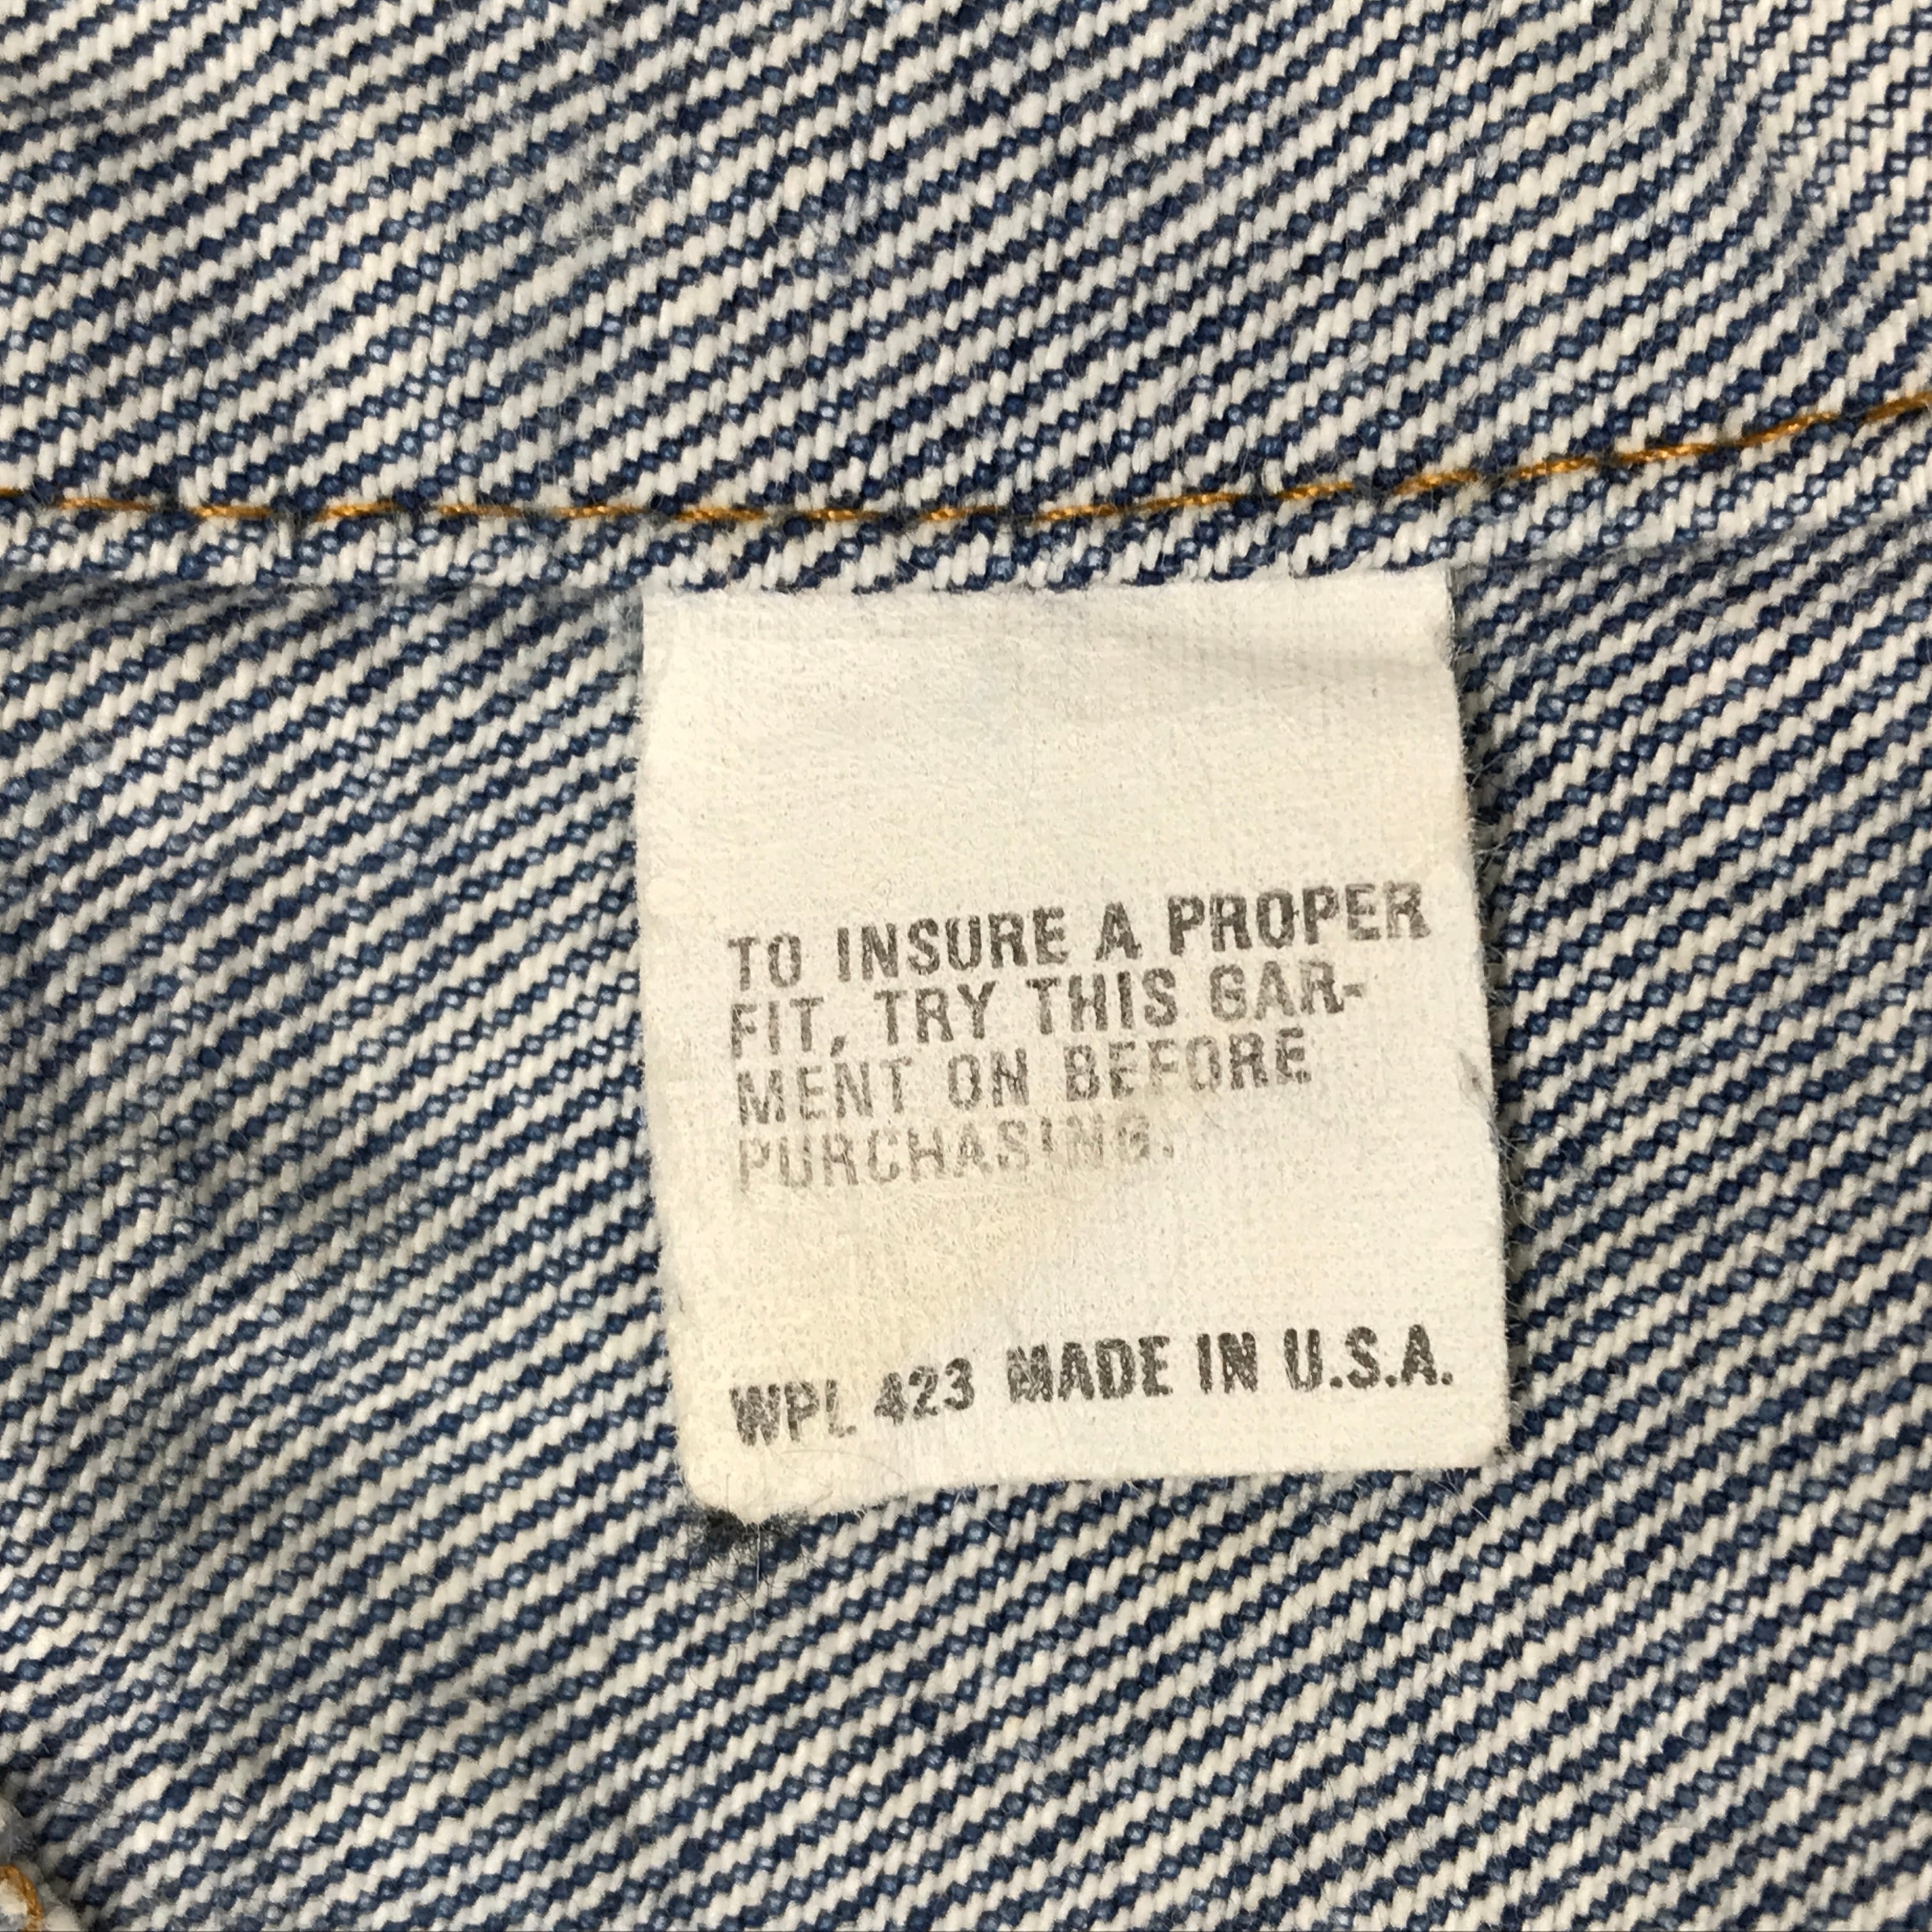 TO INSURE A PROPER
FIT, TRY THIS GAR-
MENT ON BEFORE
PURCHASING.
WPL 423 MADE IN U.S.A.